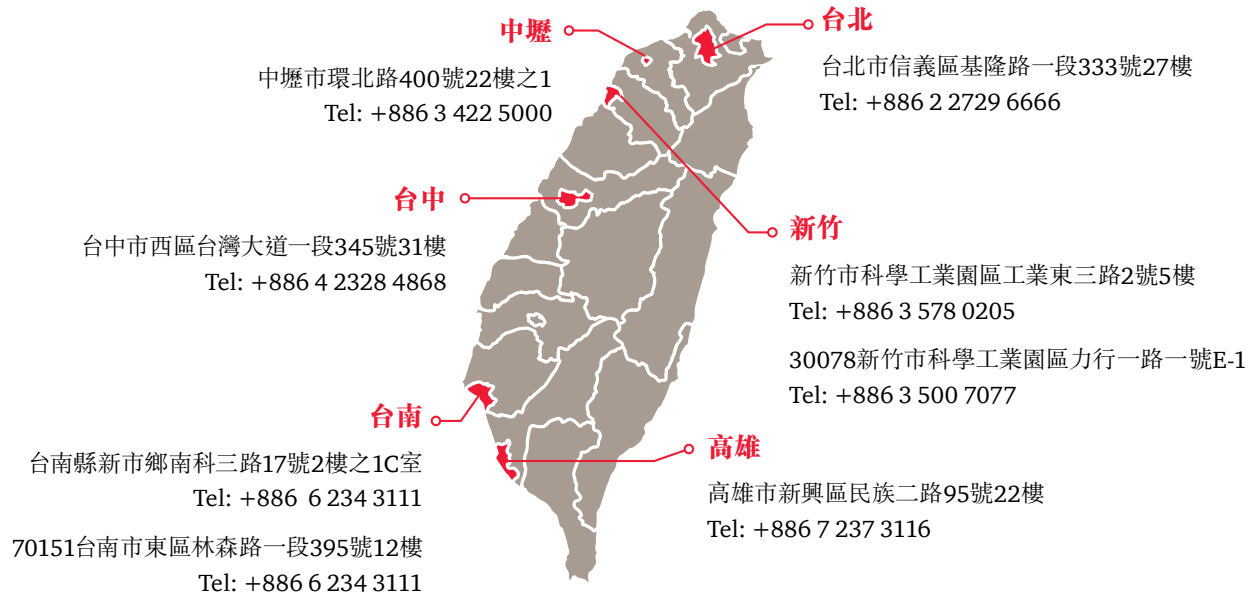 中壢
中壢市環北路400號22樓之1
Tel: +886 3 422 5000
台北
台北市信義區基隆路一段333號27樓
Tel: +886 2 2729 6666
台中
台中市西區台灣大道一段345號31樓
Tel: +886 4 2328 4868
新竹
新竹市科學工業園區工業東三路2號5樓
Tel: +886 3 578 0205
30078新竹市科學工業園區力行一路一號E-1
Tel: +886 3 500 7077
台南
台南縣新市鄉南科三路17號2樓之1C室
Tel: +886  6 234 3111
70151台南市東區林森路一段395號12樓
Tel: +886 6 234 3111
高雄
高雄市新興區民族二路95號22樓
Tel: +886 7 237 3116